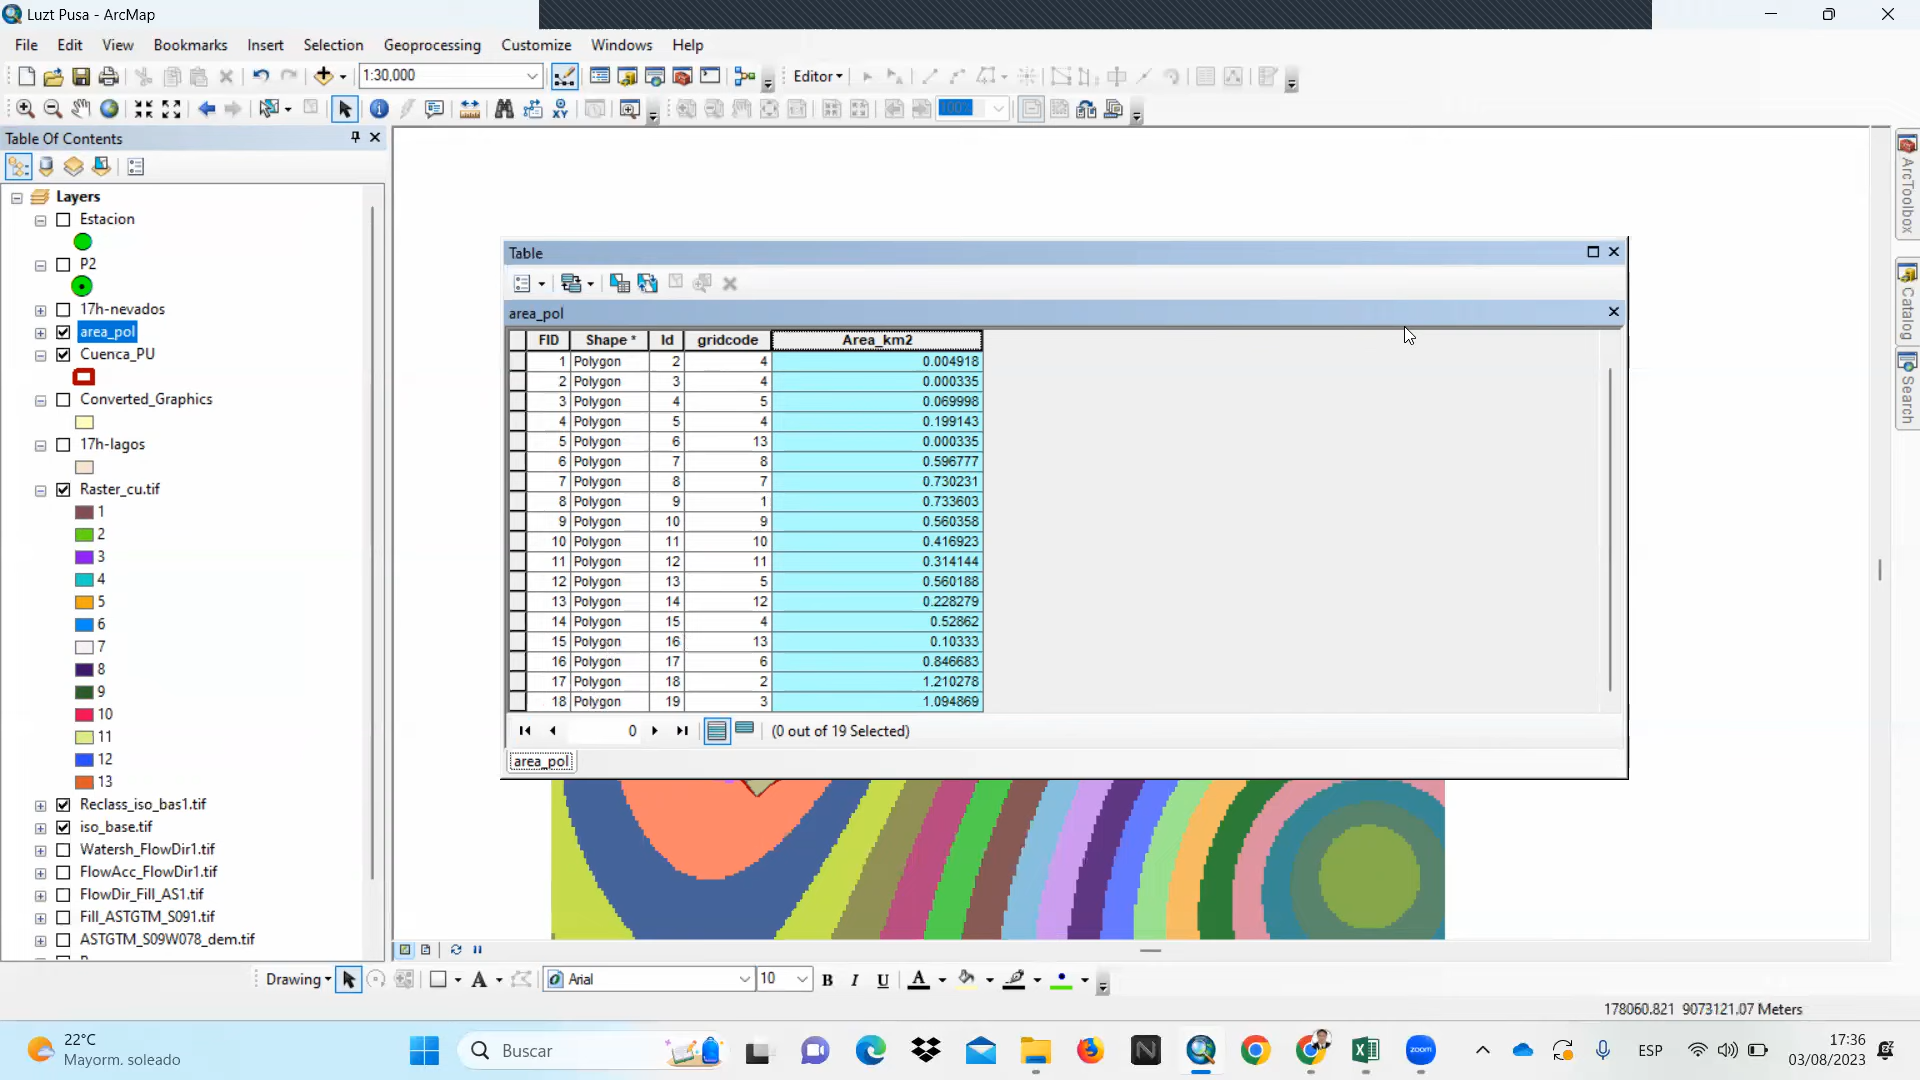 Luzt Pusa - ArcMap
File Edit View Bookmarks Insert Selection Geoprocessing Customize Windows Help
1:30,000 Editor
100%
Table Of Contents
Layers
Estacion
P2
17h-nevados
area_pol
Cuenca_PU
Converted_Graphics
17h-lagos
Raster_cu.tif
1
2
3
4
5
6
7
8
9
10
11
12
13
Reclass_iso_bas1.tif
iso_base.tif
Watersh_FlowDir1.tif
FlowAcc_FlowDir1.tif
FlowDir_Fill_AS1.tif
Fill_ASTGTM_S091.tif
ASTGTM_S09W078_dem.tif
Table
area_pol
FID Shape * Id gridcode Area_km2
1 Polygon 2 4 0.004918
2 Polygon 3 4 0.000335
3 Polygon 4 5 0.069998
4 Polygon 5 4 0.199143
5 Polygon 6 13 0.000335
6 Polygon 7 8 0.596777
7 Polygon 8 7 0.730231
8 Polygon 9 1 0.733603
9 Polygon 10 9 0.560358
10 Polygon 11 10 0.416923
11 Polygon 12 11 0.314144
12 Polygon 13 5 0.560188
13 Polygon 14 12 0.228279
14 Polygon 15 4 0.52862
15 Polygon 16 13 0.10333
16 Polygon 17 6 0.846683
17 Polygon 18 2 1.210278
18 Polygon 19 3 1.094869
0 (0 out of 19 Selected)
area_pol
ArcToolbox
Catalog
Search
Drawing A Arial 10 B I U A
178060.821 9073121.07 Meters
22°C
Mayorm. soleado
Buscar
zoom
ESP
17:36
03/08/2023